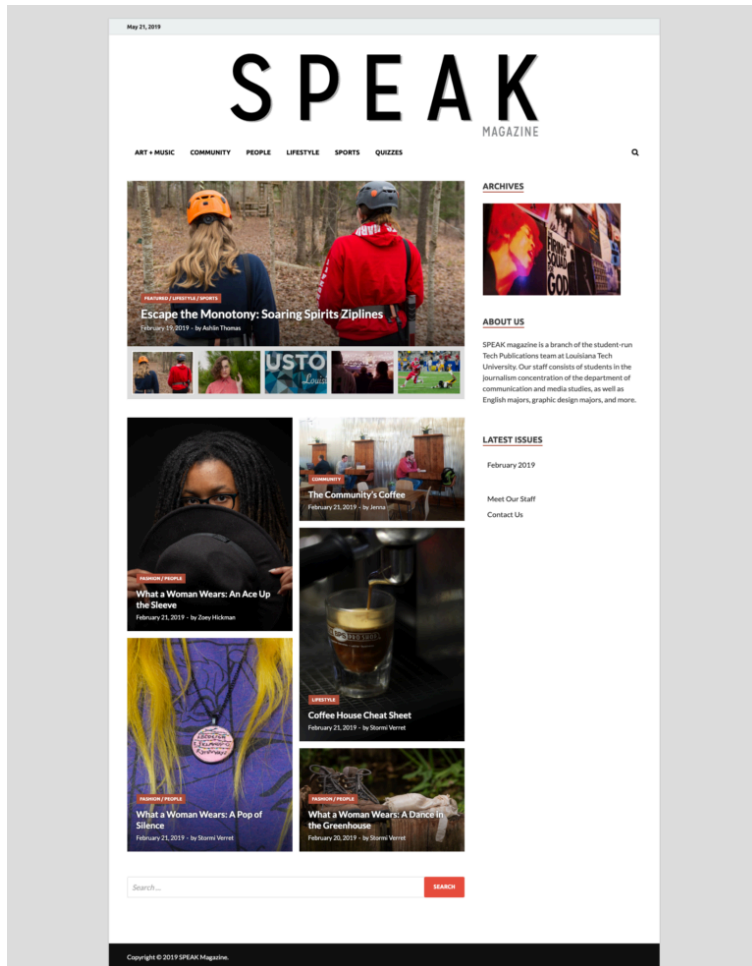 May 21, 2019
SPEAK
MAGAZINE
ART + MUSIC COMMUNITY PEOPLE LIFESTYLE SPORTS QUIZZES
FEATURED / LIFESTYLE / SPORTS
Escape the Monotony: Soaring Spirits Ziplines
February 19, 2019 - by Ashlin Thomas
USTO
Louis
COMMUNITY
The Community's Coffee
February 21, 2019 - by Jenna
FASHION / PEOPLE
What a Woman Wears: An Ace Up
the Sleeve
February 21, 2019 - by Zoey Hickman
LIFESTYLE
Coffee House Cheat Sheet
February 21, 2019 - by Stormi Verret
FASHION / PEOPLE
What a Woman Wears: A Pop of
Silence
February 21, 2019 - by Stormi Verret
FASHION / PEOPLE
What a Woman Wears: A Dance in
the Greenhouse
February 20, 2019 - by Stormi Verret
Search ...
SEARCH
ARCHIVES
SOUND
GOD
ABOUT US
SPEAK magazine is a branch of the student-run
Tech Publications team at Louisiana Tech
University. Our staff consists of students in the
journalism concentration of the department of
communication and media studies, as well as
English majors, graphic design majors, and more.
LATEST ISSUES
February 2019
Meet Our Staff
Contact Us
Copyright © 2019 SPEAK Magazine.